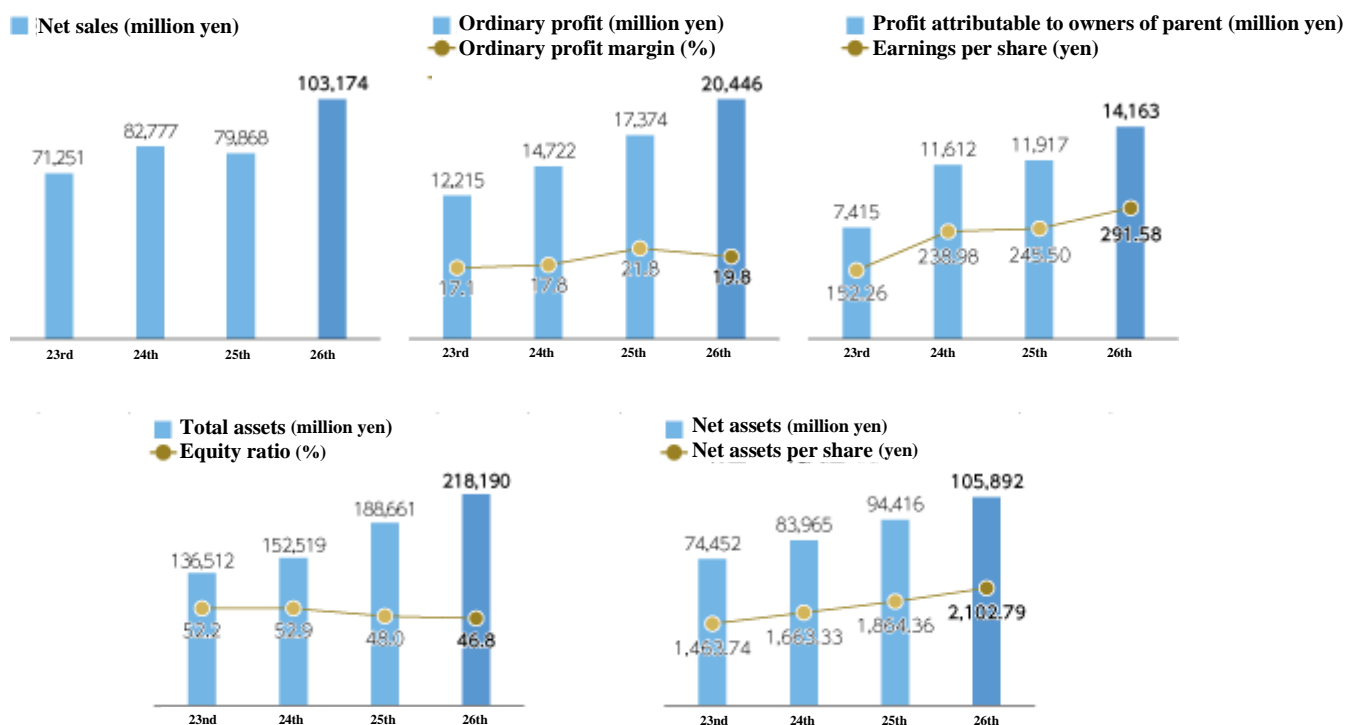 Net sales (million yen)
103,174
82,777
79,868
71,251
23rd 24th 25th 26th
Ordinary profit (million yen)
Ordinary profit margin (%)
20,446
17,374
14,722
12,215
17.1 17.8 21.8 19.8
23rd 24th 25th 26th
Profit attributable to owners of parent (million yen)
Earnings per share (yen)
14,163
11,612 11,917
7,415
152.26 238.98 245.50 291.58
23rd 24th 25th 26th
Total assets (million yen)
Equity ratio (%)
218,190
188,661
152,519
136,512
52.2 52.9 48.0 46.8
23nd 24th 25th 26th
Net assets (million yen)
Net assets per share (yen)
105,892
94,416
83,965
74,452
1,463.74 1,663.33 1,864.36 2,102.79
23nd 24th 25th 26th